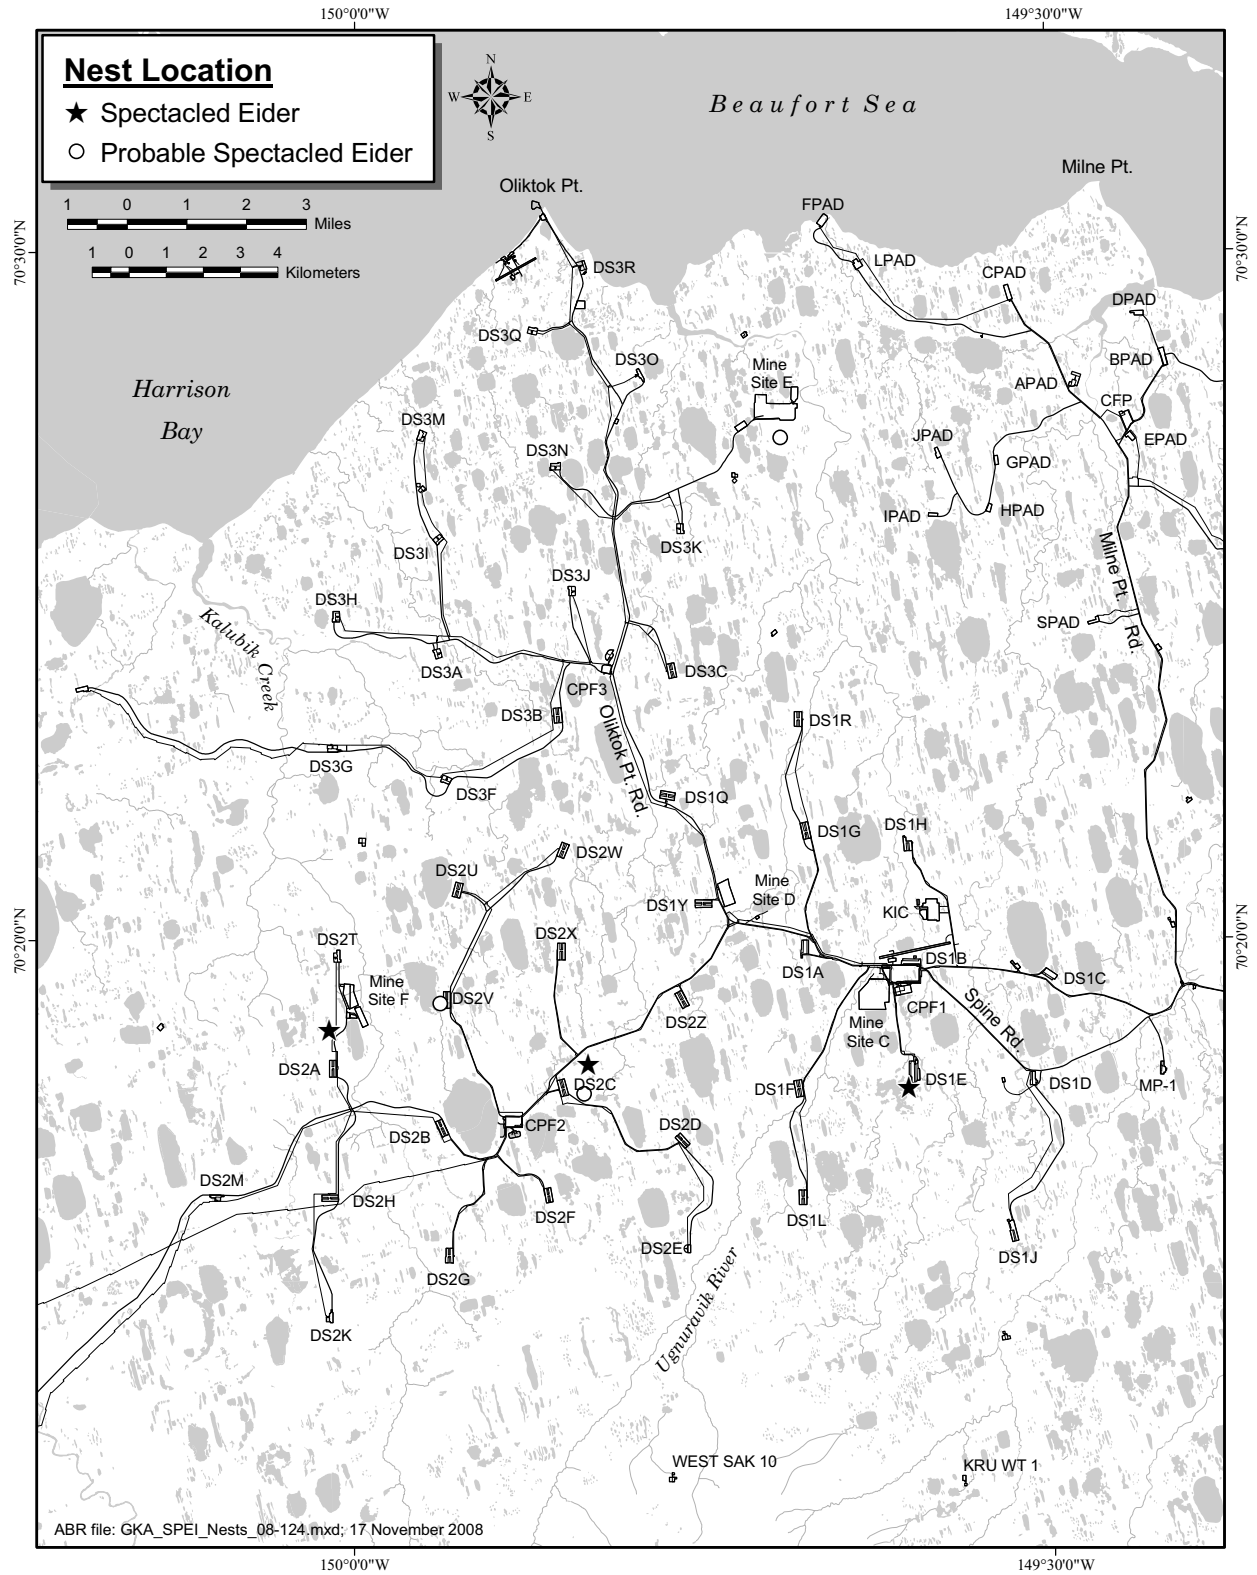 150°0'0"W
149°30'0"W
Nest Location
Spectacled Eider
Probable Spectacled Eider
N
W
E
S
Beaufort Sea
1 0 1 2 3
Miles
1 0 1 2 3 4
Kilometers
70°30'0"N
70°30'0"N
Oliktok Pt.
Milne Pt.
FPAD
LPAD
CPAD
DPAD
DS3R
DS3Q
DS3O
BPAD
APAD
Mine
Site E
Harrison
Bay
CFP
EPAD
DS3M
DS3N
JPAD
GPAD
IPAD
HPAD
DS3K
DS3I
Milne Pt. Rd.
DS3J
DS3H
Kalubik Creek
SPAD
DS3A
CPF3
DS3C
DS3B
Oliktok Pt. Rd.
DS1R
DS3G
DS3F
DS1Q
DS1G
DS1H
DS2W
DS2U
Mine
Site D
DS1Y
KIC
70°20'0"N
70°20'0"N
DS2T
DS2X
DS1A
DS1B
DS1C
Mine
Site F
DS2V
DS2Z
CPF1
Spine Rd.
Mine
Site C
DS2A
DS2C
DS1F
DS1E
DS1D
MP-1
CPF2
DS2B
DS2D
DS2M
DS2H
DS2F
DS1L
DS2E
DS1J
DS2G
Ugnuravik River
DS2K
WEST SAK 10
KRU WT 1
ABR file: GKA_SPEI_Nests_08-124.mxd; 17 November 2008
150°0'0"W
149°30'0"W